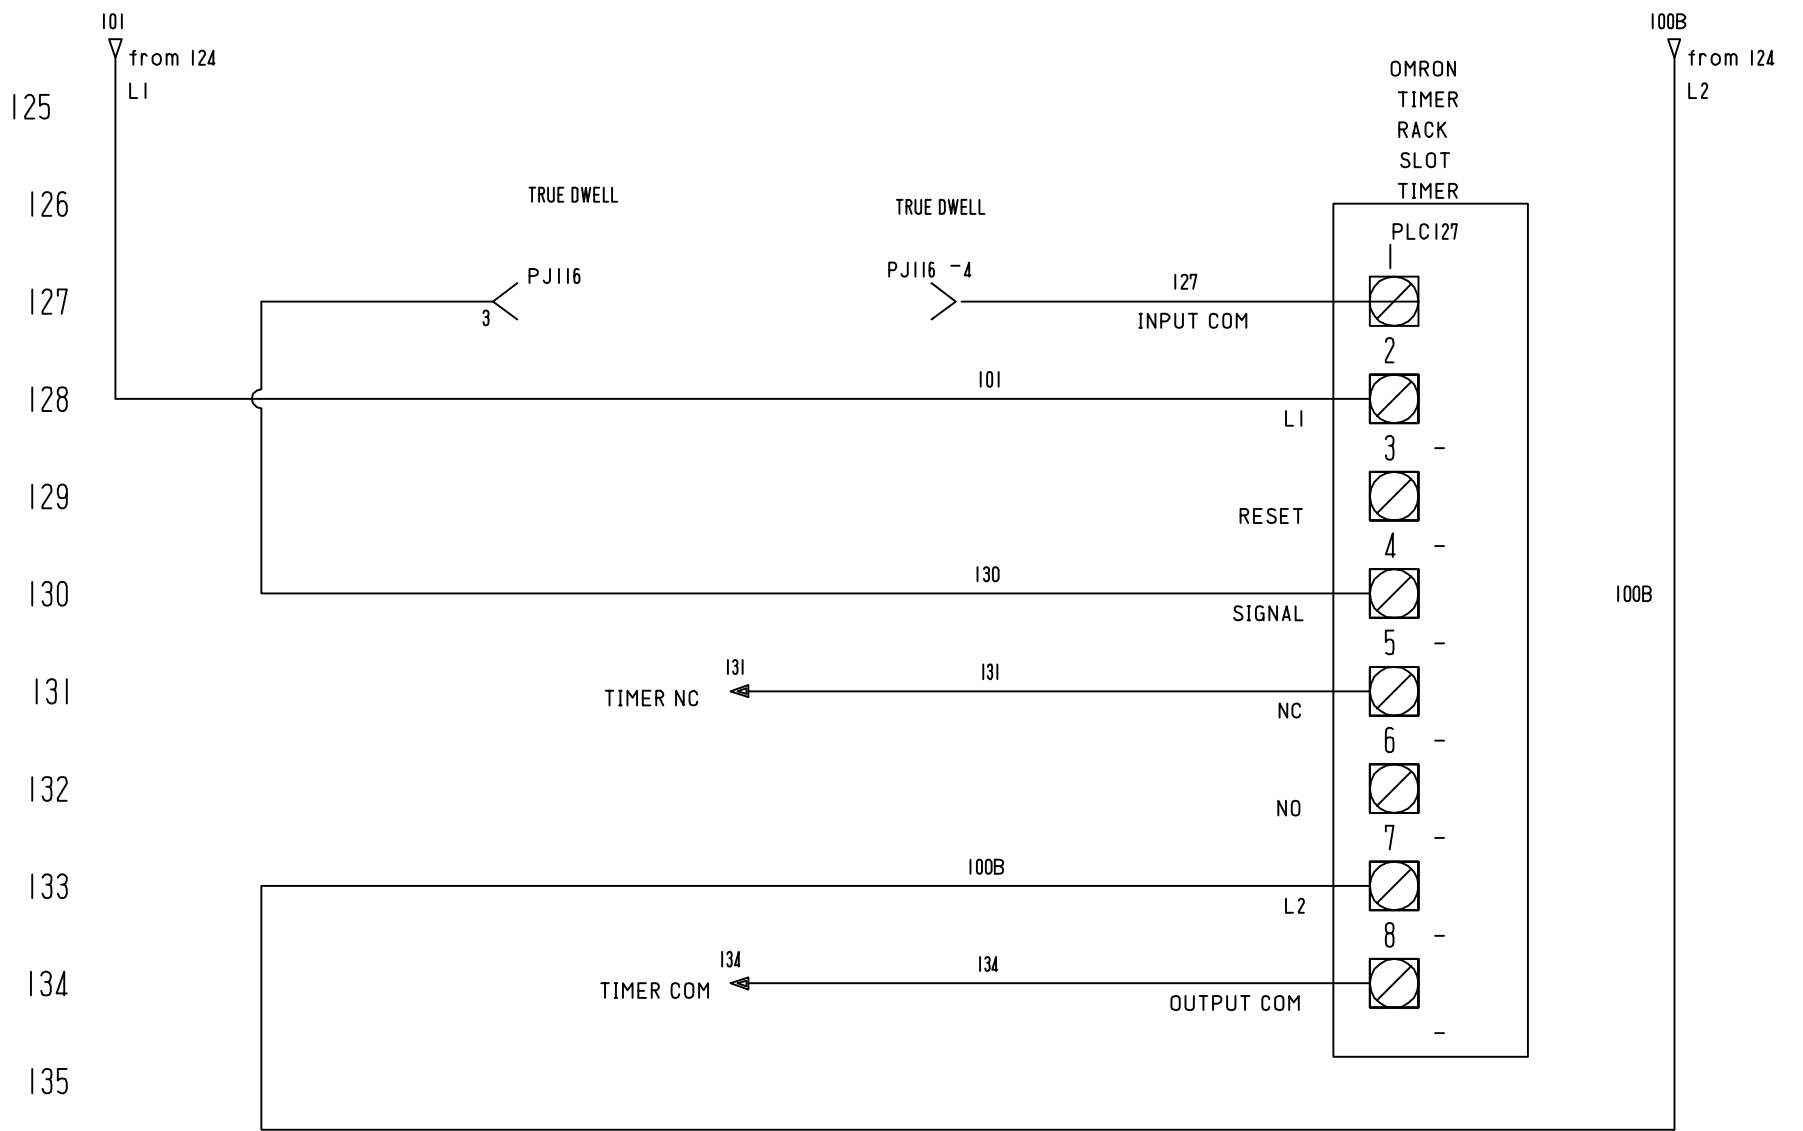 101
100B
from 124
from 124
L1
L2
OMRON
TIMER
RACK
SLOT
TIMER
125
126
TRUE DWELL
TRUE DWELL
PLC127
1
PJ116
PJ116 -4
127
127
3
INPUT COM
2
128
101
L1
3 -
129
RESET
4 -
130
130
100B
SIGNAL
5 -
131
131
131
TIMER NC
NC
6 -
132
NO
7 -
133
100B
L2
8 -
134
134
134
TIMER COM
OUTPUT COM
-
135